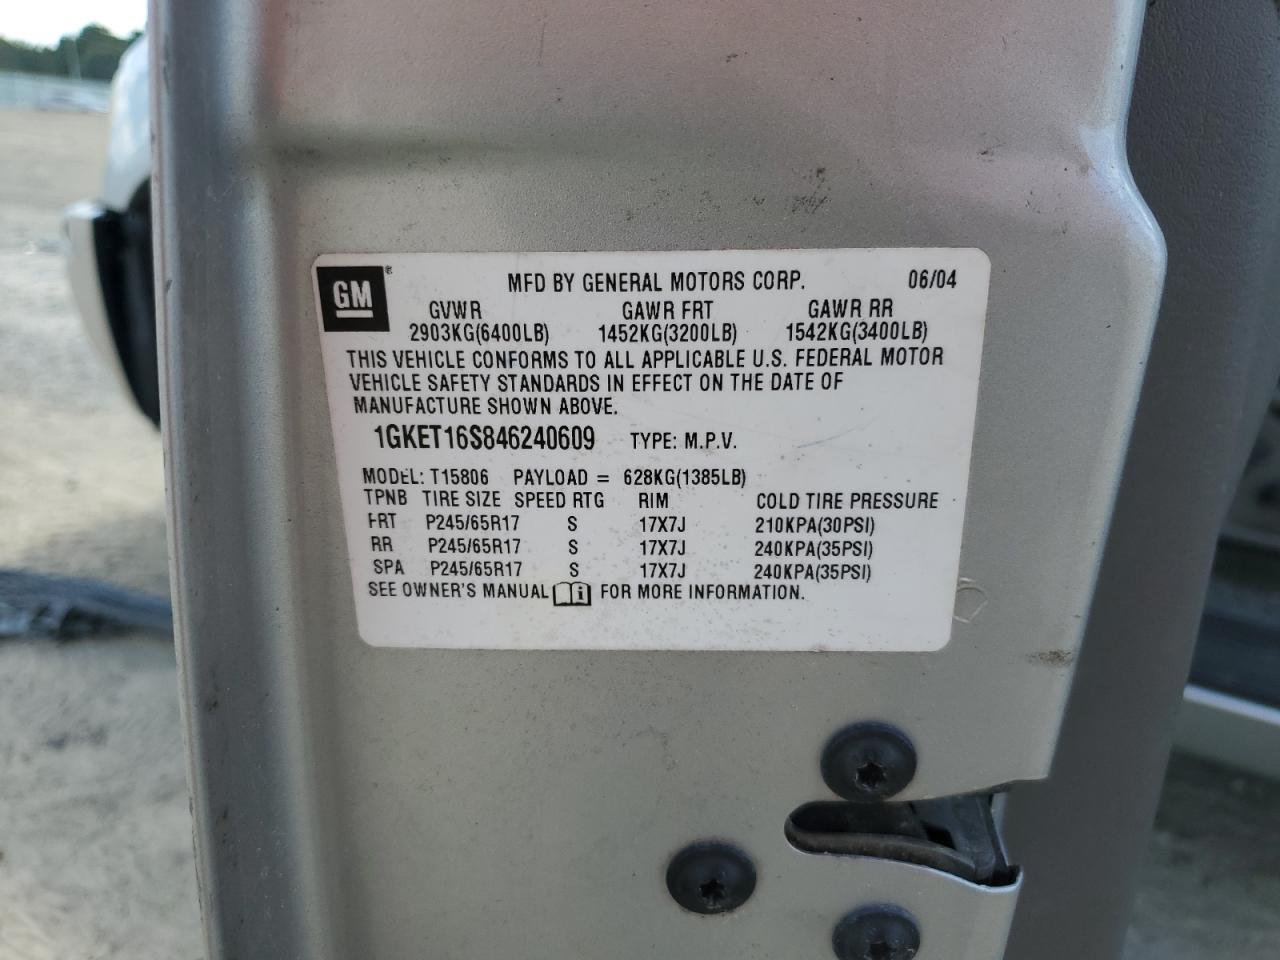 GM® MFD BY GENERAL MOTORS CORP. 06/04
GVWR GAWR FRT GAWR RR
2903KG(6400LB) 1452KG(3200LB) 1542KG(3400LB)
THIS VEHICLE CONFORMS TO ALL APPLICABLE U.S. FEDERAL MOTOR
VEHICLE SAFETY STANDARDS IN EFFECT ON THE DATE OF
MANUFACTURE SHOWN ABOVE.
1GKET16S846240609 TYPE: M.P.V.
MODEL: T15806 PAYLOAD = 628KG(1385LB)
TPNB TIRE SIZE SPEED RTG RIM COLD TIRE PRESSURE
FRT P245/65R17 S 17X7J 210KPA(30PSI)
RR P245/65R17 S 17X7J 240KPA(35PSI)
SPA P245/65R17 S 17X7J 240KPA(35PSI)
SEE OWNER'S MANUAL FOR MORE INFORMATION.